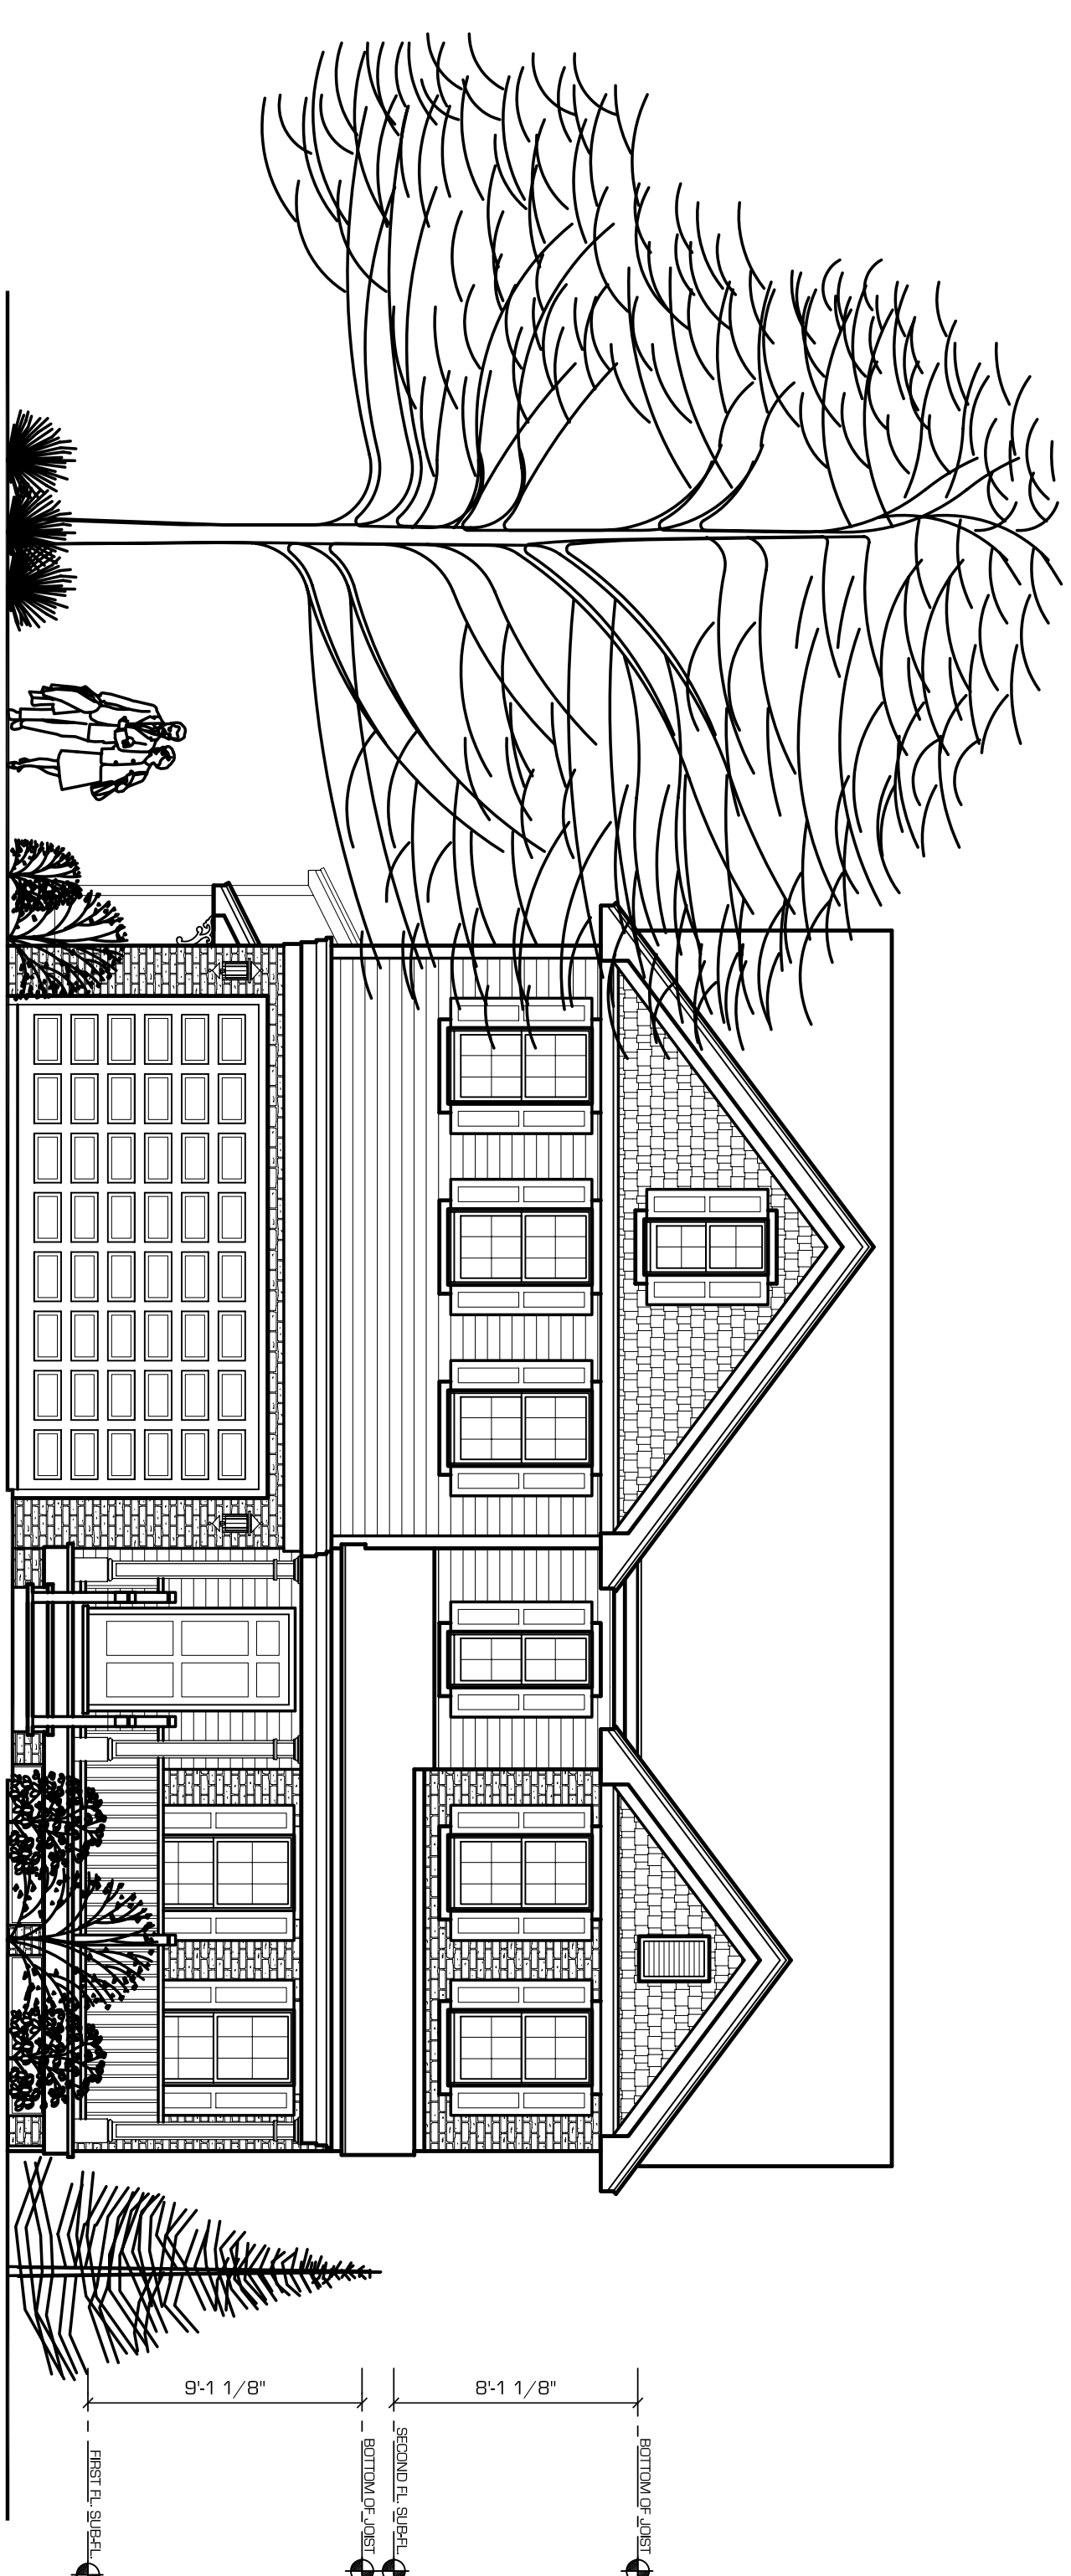 BOTTOM OF JOIST
8'-1 1/8"
SECOND FL. SUB-FL.
BOTTOM OF JOIST
9'-1 1/8"
FIRST FL. SUB-FL.